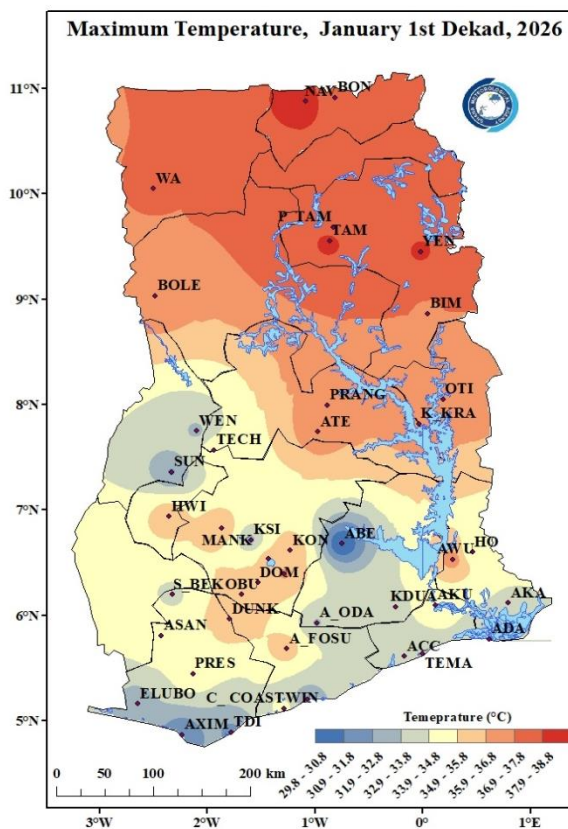 Maximum Temperature, January 1st Dekad, 2026
11°N
NAV BON
10°N
WA
P_TAM
TAM
YEN
9°N
BOLE
BIM
8°N
PRANG
OTI
ATE
K_KRA
WEN
TECH
SUN
7°N
HWI
MANK
KSI
KON
ABE
AWU
HO
DOM
S_BEK
OBU
6°N
DUNK
A_ODA
KDUA
AKU
AKA
ASAN
A_FOSU
ADA
ACC
TEMA
PRES
5°N
ELUBO
C_COAST
WIN
AXIM
TDI
Temeprature (°C)
29.8 - 30.8
30.9 - 31.8
31.9 - 32.8
32.9 - 33.8
33.9 - 34.8
34.9 - 35.8
35.9 - 36.8
36.9 - 37.8
37.9 - 38.8
0 50 100 200 km
3°W 2°W 1°W 0° 1°E